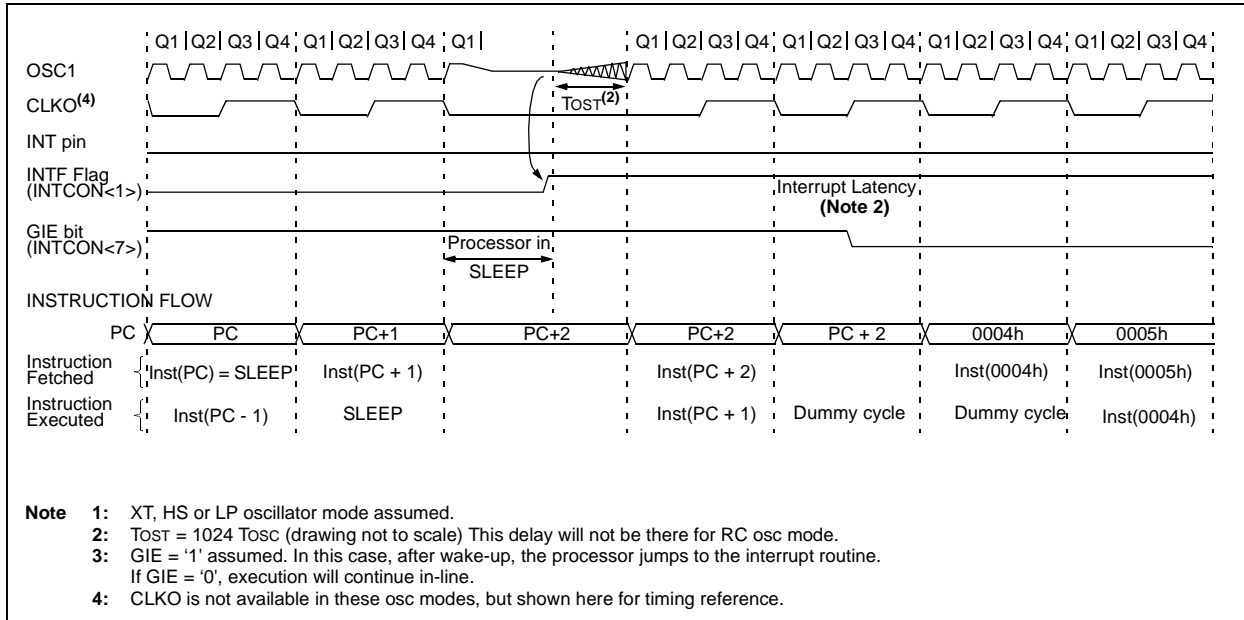 Q1 Q2 Q3 Q4 Q1 Q2 Q3 Q4 Q1 Q1 Q2 Q3 Q4 Q1 Q2 Q3 Q4 Q1 Q2 Q3 Q4 Q1 Q2 Q3 Q4
OSC1
CLKO(4)
TOST(2)
INT pin
INTF Flag
(INTCON<1>)
Interrupt Latency
(Note 2)
GIE bit
(INTCON<7>)
Processor in
SLEEP
INSTRUCTION FLOW
PC PC PC+1 PC+2 PC+2 PC + 2 0004h 0005h
Instruction
Fetched
Inst(PC) = SLEEP Inst(PC + 1) Inst(PC + 2) Inst(0004h) Inst(0005h)
Instruction
Executed
Inst(PC - 1) SLEEP Inst(PC + 1) Dummy cycle Dummy cycle Inst(0004h)
Note 1: XT, HS or LP oscillator mode assumed.
2: TOST = 1024 TOSC (drawing not to scale) This delay will not be there for RC osc mode.
3: GIE = ‘1’ assumed. In this case, after wake-up, the processor jumps to the interrupt routine.
If GIE = ‘0’, execution will continue in-line.
4: CLKO is not available in these osc modes, but shown here for timing reference.